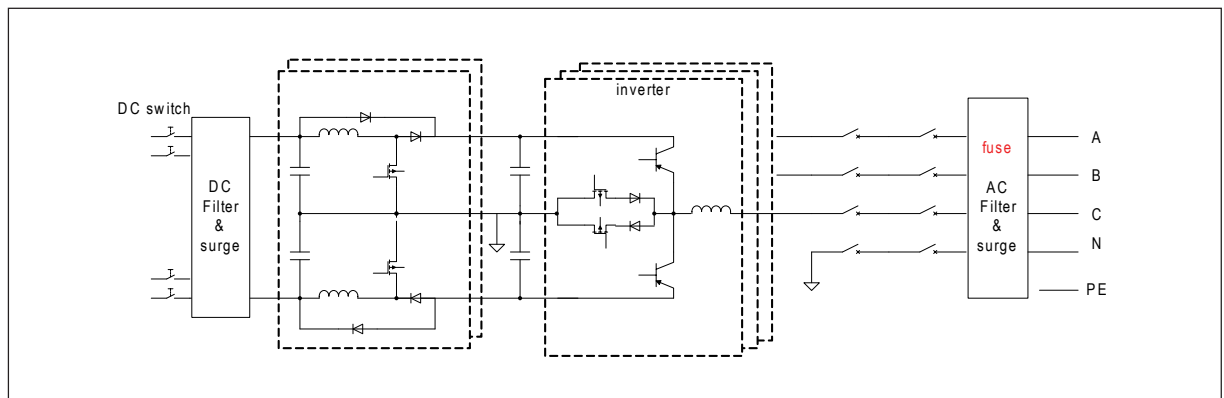 DC switch
DC
Filter
&
surge
inverter
fuse
AC
Filter
&
surge
A
B
C
N
PE